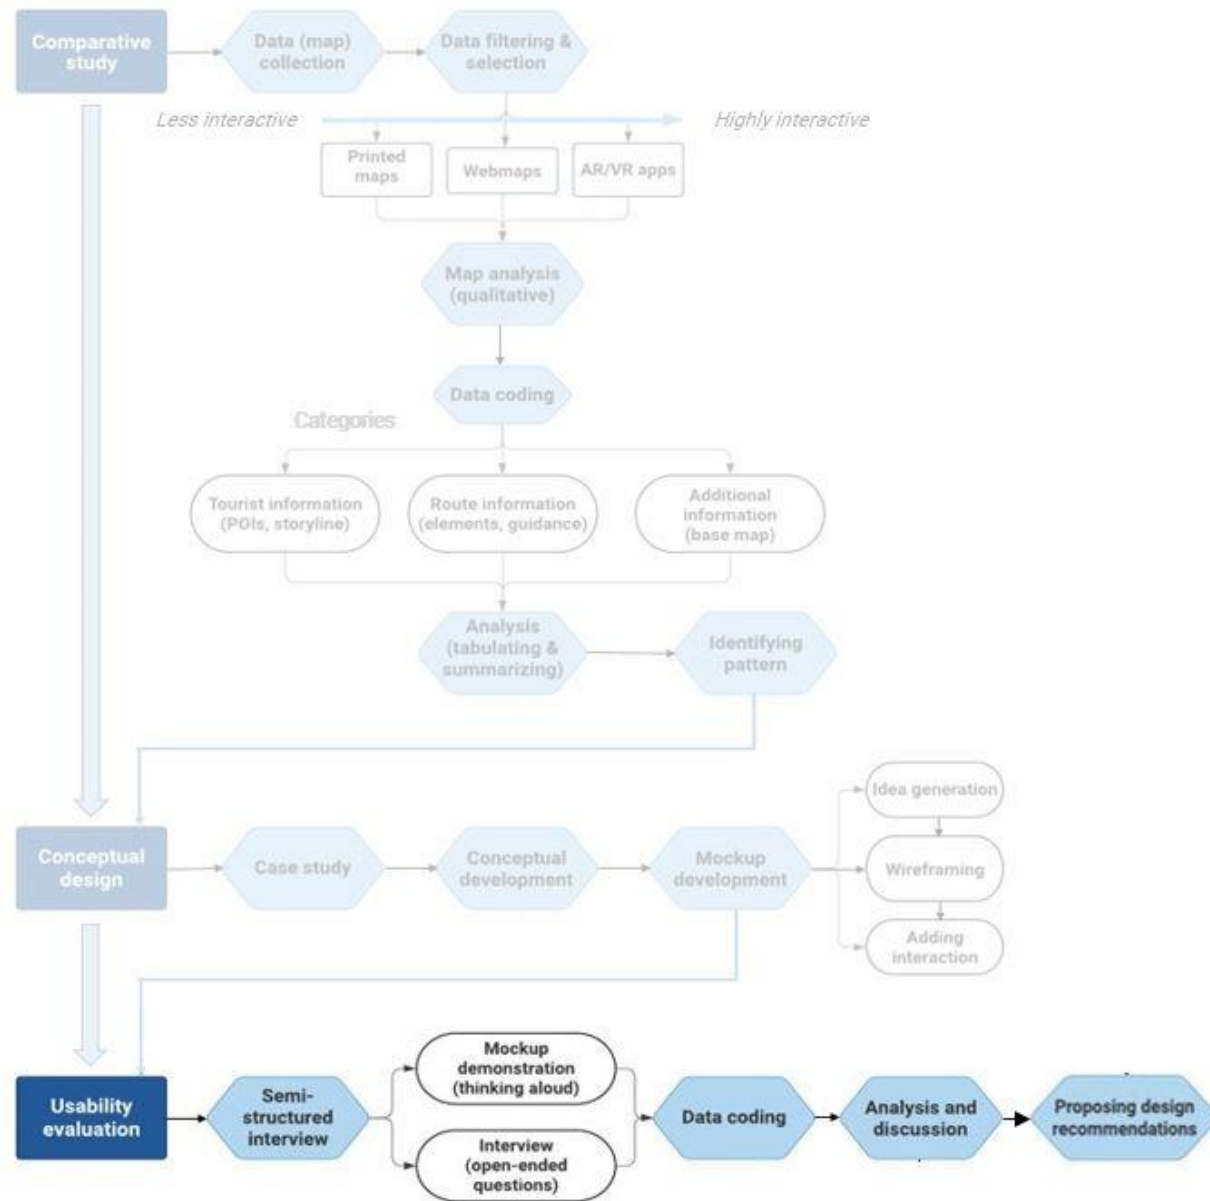 Comparative
study
Data (map)
collection
Data filtering &
selection
Less interactive
Highly interactive
Printed
maps
Webmaps
AR/VR apps
Map analysis
(qualitative)
Data coding
Categories
Tourist information
(POIs, storyline)
Route information
(elements, guidance)
Additional
information
(base map)
Analysis
(tabulating &
summarizing)
Identifying
pattern
Conceptual
design
Case study
Conceptual
development
Mockup
development
Idea generation
Wireframing
Adding
interaction
Usability
evaluation
Semi-
structured
interview
Mockup
demonstration
(thinking aloud)
Interview
(open-ended
questions)
Data coding
Analysis and
discussion
Proposing design
recommendations